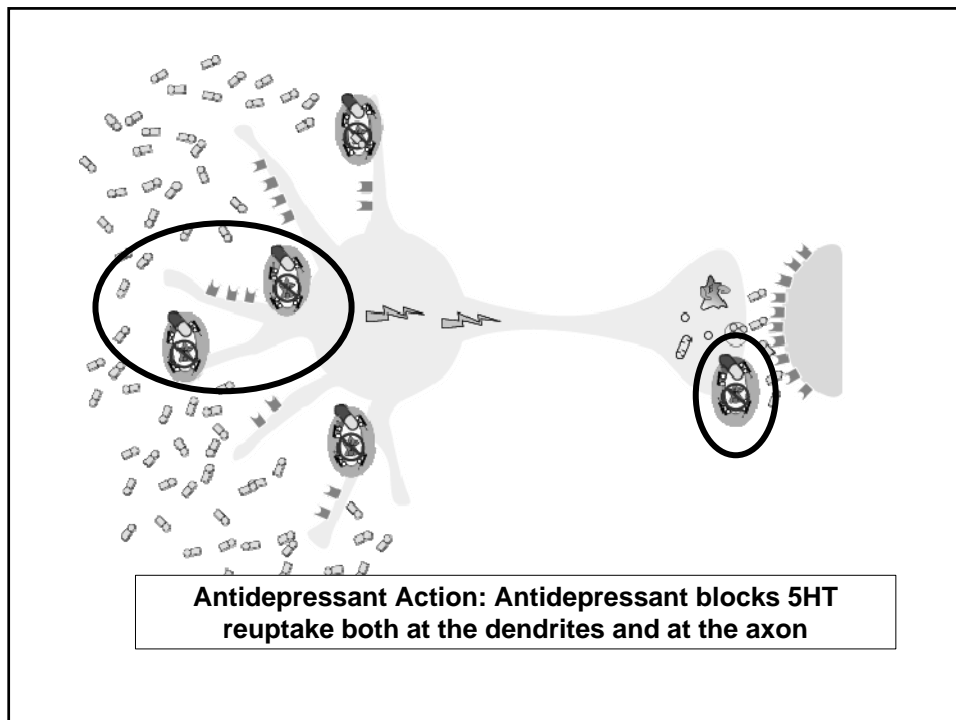 Antidepressant Action: Antidepressant blocks 5HT
reuptake both at the dendrites and at the axon